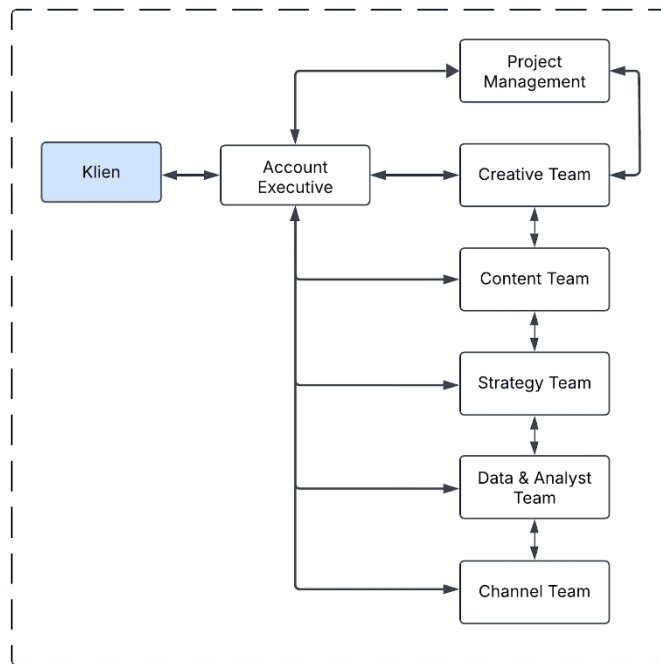 Project
Management
Klien
Account
Executive
Creative Team
Content Team
Strategy Team
Data & Analyst
Team
Channel Team